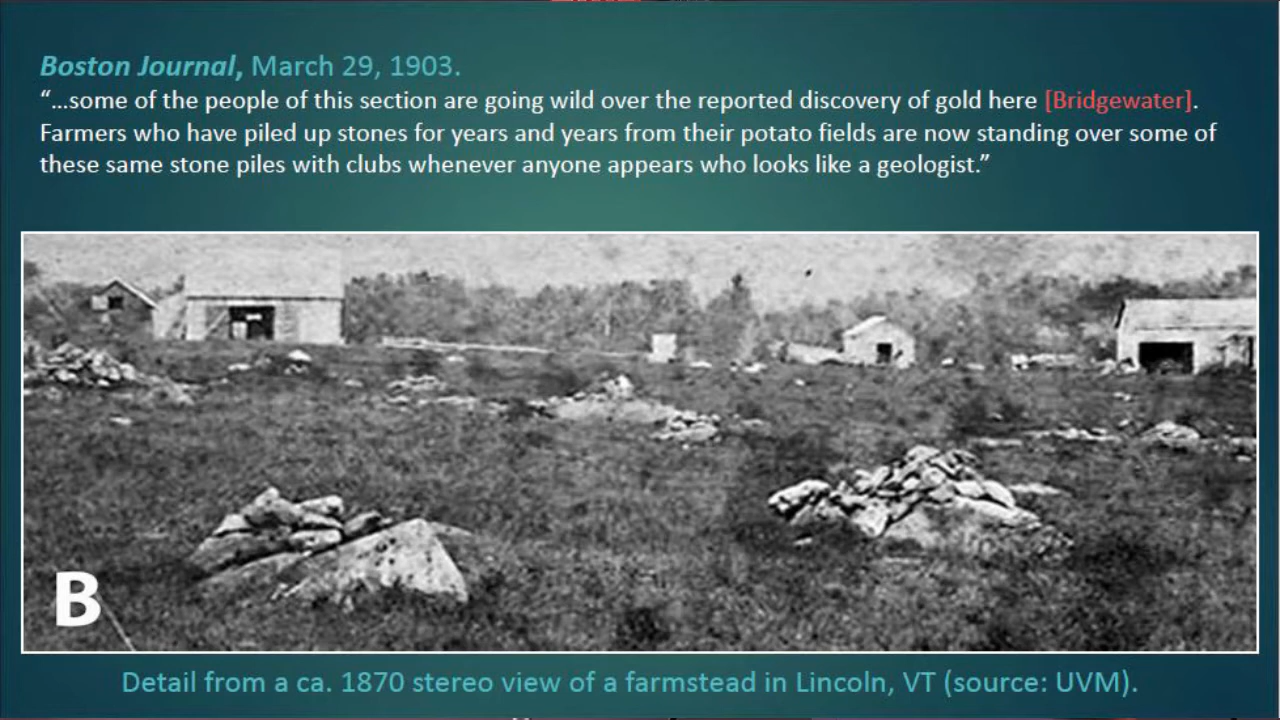 Boston Journal, March 29, 1903.
“...some of the people of this section are going wild over the reported discovery of gold here [Bridgewater].
Farmers who have piled up stones for years and years from their potato fields are now standing over some of
these same stone piles with clubs whenever anyone appears who looks like a geologist.”
B
Detail from a ca. 1870 stereo view of a farmstead in Lincoln, VT (source: UVM).